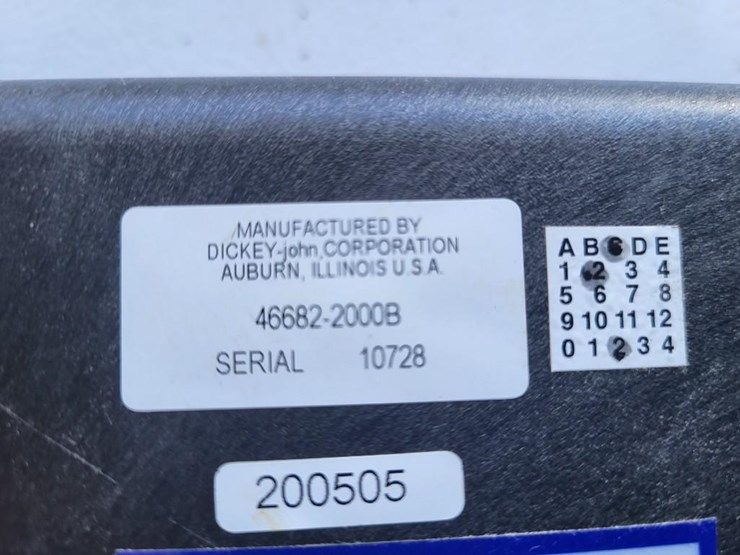 MANUFACTURED BY
DICKEY-john CORPORATION
AUBURN, ILLINOIS U.S.A.
46682-2000B
SERIAL 10728
A B C D E
1 2 3 4
5 6 7 8
9 10 11 12
0 1 2 3 4
200505